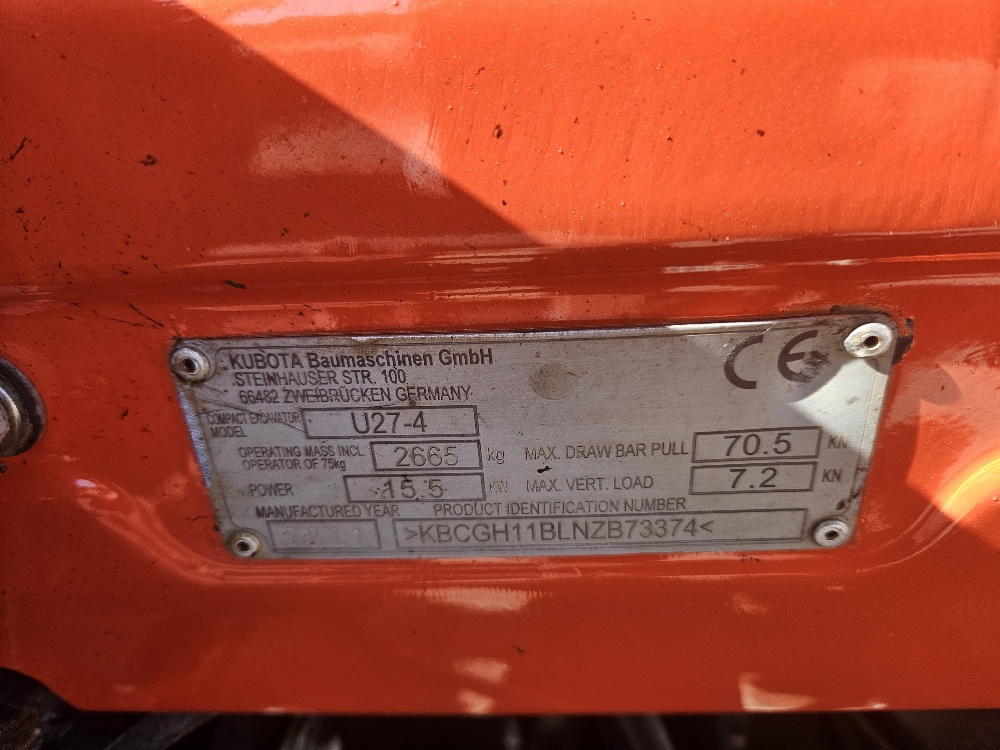 KUBOTA Baumaschinen GmbH
STEINHAUSER STR. 100
66482 ZWEIBRÜCKEN GERMANY
CE
COMPACT EXCAVATOR MODEL U27-4
OPERATING MASS INCL. OPERATOR OF 75kg 2665 kg
MAX. DRAW BAR PULL 70.5 KN
POWER 15.5
MAX. VERT. LOAD 7.2 KN
MANUFACTURED YEAR
PRODUCT IDENTIFICATION NUMBER
>KBCGH11BLNZB73374<